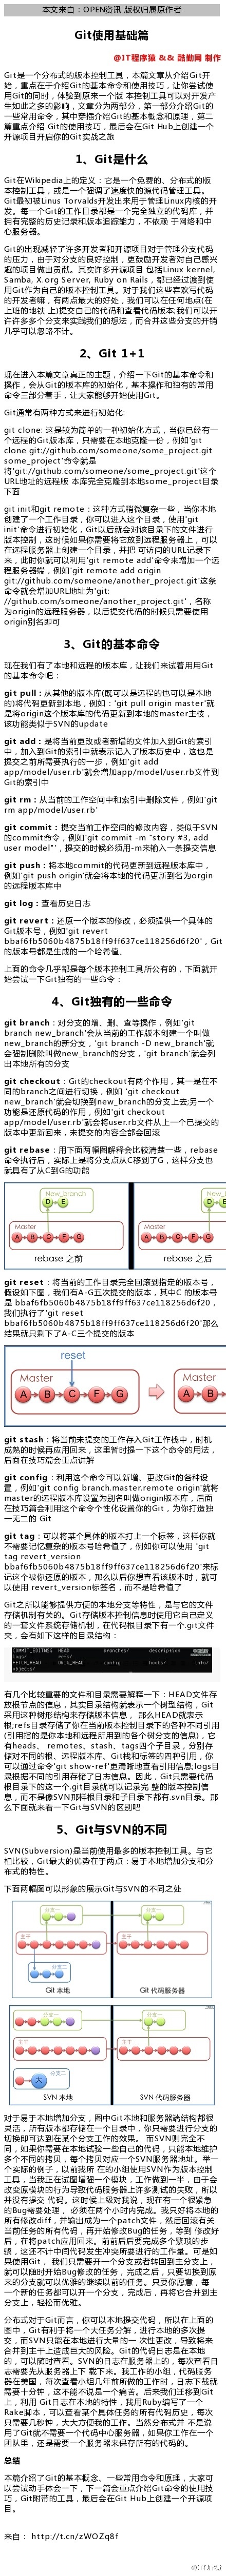 本文来自：OPEN资讯 版权归属原作者
Git使用基础篇
@IT程序猿 && 酷勤网 制作
Git是一个分布式的版本控制工具，本篇文章从介绍Git开
始，重点在于介绍Git的基本命令和使用技巧，让你尝试使
用Git的同时，体验到原来一个版 本控制工具可以对开发产
生如此之多的影响，文章分为两部分，第一部分介绍Git的
一些常用命令，其中穿插介绍Git的基本概念和原理，第二
篇重点介绍 Git的使用技巧，最后会在Git Hub上创建一个
开源项目开启你的Git实战之旅
1、Git是什么
Git在Wikipedia上的定义：它是一个免费的、分布式的版
本控制工具，或是一个强调了速度快的源代码管理工具。
Git最初被Linus Torvalds开发出来用于管理Linux内核的开
发。每一个Git的工作目录都是一个完全独立的代码库，并
拥有完整的历史记录和版本追踪能力，不依赖 于网络和中
心服务器。
Git的出现减轻了许多开发者和开源项目对于管理分支代码
的压力，由于对分支的良好控制，更鼓励开发者对自己感兴
趣的项目做出贡献。其实许多开源项目 包括Linux kernel,
Samba, X.org Server, Ruby on Rails，都已经过渡到使
用Git作为自己的版本控制工具。对于我们这些喜欢写代码
的开发者嘛，有两点最大的好处，我们可以在任何地点(在
上班的地铁 上)提交自己的代码和查看代码版本;我们可以开
许许多多个分支来实践我们的想法，而合并这些分支的开销
几乎可以忽略不计。
2、Git 1+1
现在进入本篇文章真正的主题，介绍一下Git的基本命令和
操作，会从Git的版本库的初始化，基本操作和独有的常用
命令三部分着手，让大家能够开始使用Git。
Git通常有两种方式来进行初始化:
git clone: 这是较为简单的一种初始化方式，当你已经有一
个远程的Git版本库，只需要在本地克隆一份，例如'git
clone git://github.com/someone/some_project.git
some_project'命令就是
将'git://github.com/someone/some_project.git'这个
URL地址的远程版 本库完全克隆到本地some_project目录
下面
git init和git remote：这种方式稍微复杂一些，当你本地
创建了一个工作目录，你可以进入这个目录，使用'git
init'命令进行初始化，Git以后就会对该目录下的文件进行
版本控制，这时候如果你需要将它放到远程服务器上，可以
在远程服务器上创建一个目录，并把 可访问的URL记录下
来，此时你就可以利用'git remote add'命令来增加一个远
程服务器端，例如'git remote add origin
git://github.com/someone/another_project.git'这条
命令就会增加URL地址为'git:
//github.com/someone/another_project.git'，名称
为origin的远程服务器，以后提交代码的时候只需要使用
origin别名即可
3、Git的基本命令
现在我们有了本地和远程的版本库，让我们来试着用用Git
的基本命令吧：
git pull：从其他的版本库(既可以是远程的也可以是本地
的)将代码更新到本地，例如：'git pull origin master'就
是将origin这个版本库的代码更新到本地的master主枝，
该功能类似于SVN的update
git add：是将当前更改或者新增的文件加入到Git的索引
中，加入到Git的索引中就表示记入了版本历史中，这也是
提交之前所需要执行的一步，例如'git add
app/model/user.rb'就会增加app/model/user.rb文件到
Git的索引中
git rm：从当前的工作空间中和索引中删除文件，例如'git
rm app/model/user.rb'
git commit：提交当前工作空间的修改内容，类似于SVN
的commit命令，例如'git commit -m "story #3, add
user model"'，提交的时候必须用-m来输入一条提交信息
git push：将本地commit的代码更新到远程版本库中，
例如'git push origin'就会将本地的代码更新到名为orgin
的远程版本库中
git log：查看历史日志
git revert：还原一个版本的修改，必须提供一个具体的
Git版本号，例如'git revert
bbaf6fb5060b4875b18ff9ff637ce118256d6f20'，Git
的版本号都是生成的一个哈希值、
上面的命令几乎都是每个版本控制工具所公有的，下面就开
始尝试一下Git独有的一些命令：
4、Git独有的一些命令
git branch：对分支的增、删、查等操作，例如'git
branch new_branch'会从当前的工作版本创建一个叫做
new_branch的新分支，'git branch -D new_branch'就
会强制删除叫做new_branch的分支，'git branch'就会列
出本地所有的分支
git checkout：Git的checkout有两个作用，其一是在不
同的branch之间进行切换，例如 'git checkout
new_branch'就会切换到new_branch的分支上去;另一个
功能是还原代码的作用，例如'git checkout
app/model/user.rb'就会将user.rb文件从上一个已提交的
版本中更新回来，未提交的内容全部会回滚
git rebase：用下面两幅图解释会比较清楚一些，rebase
命令执行后，实际上是将分支点从C移到了G，这样分支也
就具有了从C到G的功能
New_branch
D E
Master
A B C F G
rebase 之前
New_br
D
Master
A B C F G
rebase 之后
git reset：将当前的工作目录完全回滚到指定的版本号，
假设如下图，我们有A-G五次提交的版本，其中C 的版本号
是 bbaf6fb5060b4875b18ff9ff637ce118256d6f20，
我们执行了'git reset
bbaf6fb5060b4875b18ff9ff637ce118256d6f20'那么
结果就只剩下了A-C三个提交的版本
reset
Master
A B C F G
Master
A B
git stash：将当前未提交的工作存入Git工作栈中，时机
成熟的时候再应用回来，这里暂时提一下这个命令的用法，
后面在技巧篇会重点讲解
git config：利用这个命令可以新增、更改Git的各种设
置，例如'git config branch.master.remote origin'就将
master的远程版本库设置为别名叫做origin版本库，后面
在技巧篇会利用这个命令个性化设置你的Git，为你打造独
一无二的 Git
git tag：可以将某个具体的版本打上一个标签，这样你就
不需要记忆复杂的版本号哈希值了，例如你可以使用 'git
tag revert_version
bbaf6fb5060b4875b18ff9ff637ce118256d6f20'来标
记这个被你还原的版本，那么以后你想查看该版本时，就可
以使用 revert_version标签名，而不是哈希值了
Git之所以能够提供方便的本地分支等特性，是与它的文件
存储机制有关的。Git存储版本控制信息时使用它自己定义
的一套文件系统存储机制，在代码根目录下有一个.git文件
夹，会有如下这样的目录结构：
COMMIT_EDITMSG HEAD branches/ description
logs/ refs/
FETCH_HEAD ORIG_HEAD config hooks/ info/
objects/
有几个比较重要的文件和目录需要解释一下：HEAD文件存
放根节点的信息，其实目录结构就表示一个树型结构，Git
采用这种树形结构来存储版本信息， 那么HEAD就表示
根;refs目录存储了你在当前版本控制目录下的各种不同引用
(引用指的是你本地和远程所用到的各个树分支的信息)，它
有heads、 remotes、stash、tags四个子目录，分别存
储对不同的根、远程版本库、Git栈和标签的四种引用，你
可以通过命令'git show-ref'更清晰地查看引用信息;logs目
录根据不同的引用存储了日志信息。因此，Git只需要代码
根目录下的这一个.git目录就可以记录完 整的版本控制信
息，而不是像SVN那样根目录和子目录下都有.svn目录。那
么下面就来看一下Git与SVN的区别吧
5、Git与SVN的不同
SVN(Subversion)是当前使用最多的版本控制工具。与它
相比较，Git最大的优势在于两点：易于本地增加分支和分
布式的特性。
下面两幅图可以形象的展示Git与SVN的不同之处
分支一
主干
分支二
Git 本地
分支一
主干
Git 代码服务器
分支一
主干
大
分支二
SVN 本地
分支一
主干
SVN 代码服务器
对于易于本地增加分支，图中Git本地和服务器端结构都很
灵活，所有版本都存储在一个目录中，你只需要进行分支的
切换即可达到在某个分支工作的效果。 而SVN则完全不
同，如果你需要在本地试验一些自己的代码，只能本地维护
多个不同的拷贝，每个拷贝对应一个SVN服务器地址。举一
个实际的例子，以前我所 在的小组使用SVN作为版本控制
工具，当我正在试图增强一个模块，工作做到一半，由于会
改变原模块的行为导致代码服务器上许多测试的失败，所以
并没有提交 代码。这时候上级对我说，现在有一个很紧急
的Bug需要处理， 必须在两个小时内完成。我只好将本地的
所有修改diff，并输出成为一个patch文件，然后回滚有关
当前任务的所有代码，再开始修改Bug的任务，等到 修改好
后，在将patch应用回来。前前后后要完成多个繁琐的步
骤，这还不计中间代码发生冲突所要进行的工作量。可是如
果使用Git， 我们只需要开一个分支或者转回到主分支上，
就可以随时开始Bug修改的任务，完成之后，只要切换到原
来的分支就可以优雅的继续以前的任务。只要你愿意，每
一个新的任务都可以开一个分支，完成后，再将它合并到主
分支上，轻松而优雅。
分布式对于Git而言，你可以本地提交代码，所以在上面的
图中，Git有利于将一个大任务分解，进行本地的多次提
交，而SVN只能在本地进行大量的一 次性更改，导致将来
合并到主干上造成巨大的风险。Git的代码日志是在本地
的，可以随时查看。SVN的日志在服务器上的，每次查看日
志需要先从服务器上下 载下来。我工作的小组，代码服务
器在美国，每次查看小组几年前所做的工作时，日志下载就
需要十分钟，这不能不说是一个痛苦。后来我们迁移到Git
上，利用 Git日志在本地的特性，我用Ruby编写了一个
Rake脚本，可以查看某个具体任务的所有代码历史，每次
只需要几秒钟，大大方便我的工作。当然分布式并 不是说
用了Git就不需要一个代码中心服务器，如果你工作在一个
团队里，还是需要一个服务器来保存所有的代码的。
总结
本篇介绍了Git的基本概念、一些常用命令和原理，大家可
以尝试动手体会一下，下一篇会重点介绍Git命令的使用技
巧，Git附带的工具，最后会在Git Hub上创建一个开源项
目。
来自： http://t.cn/zWOZq8f